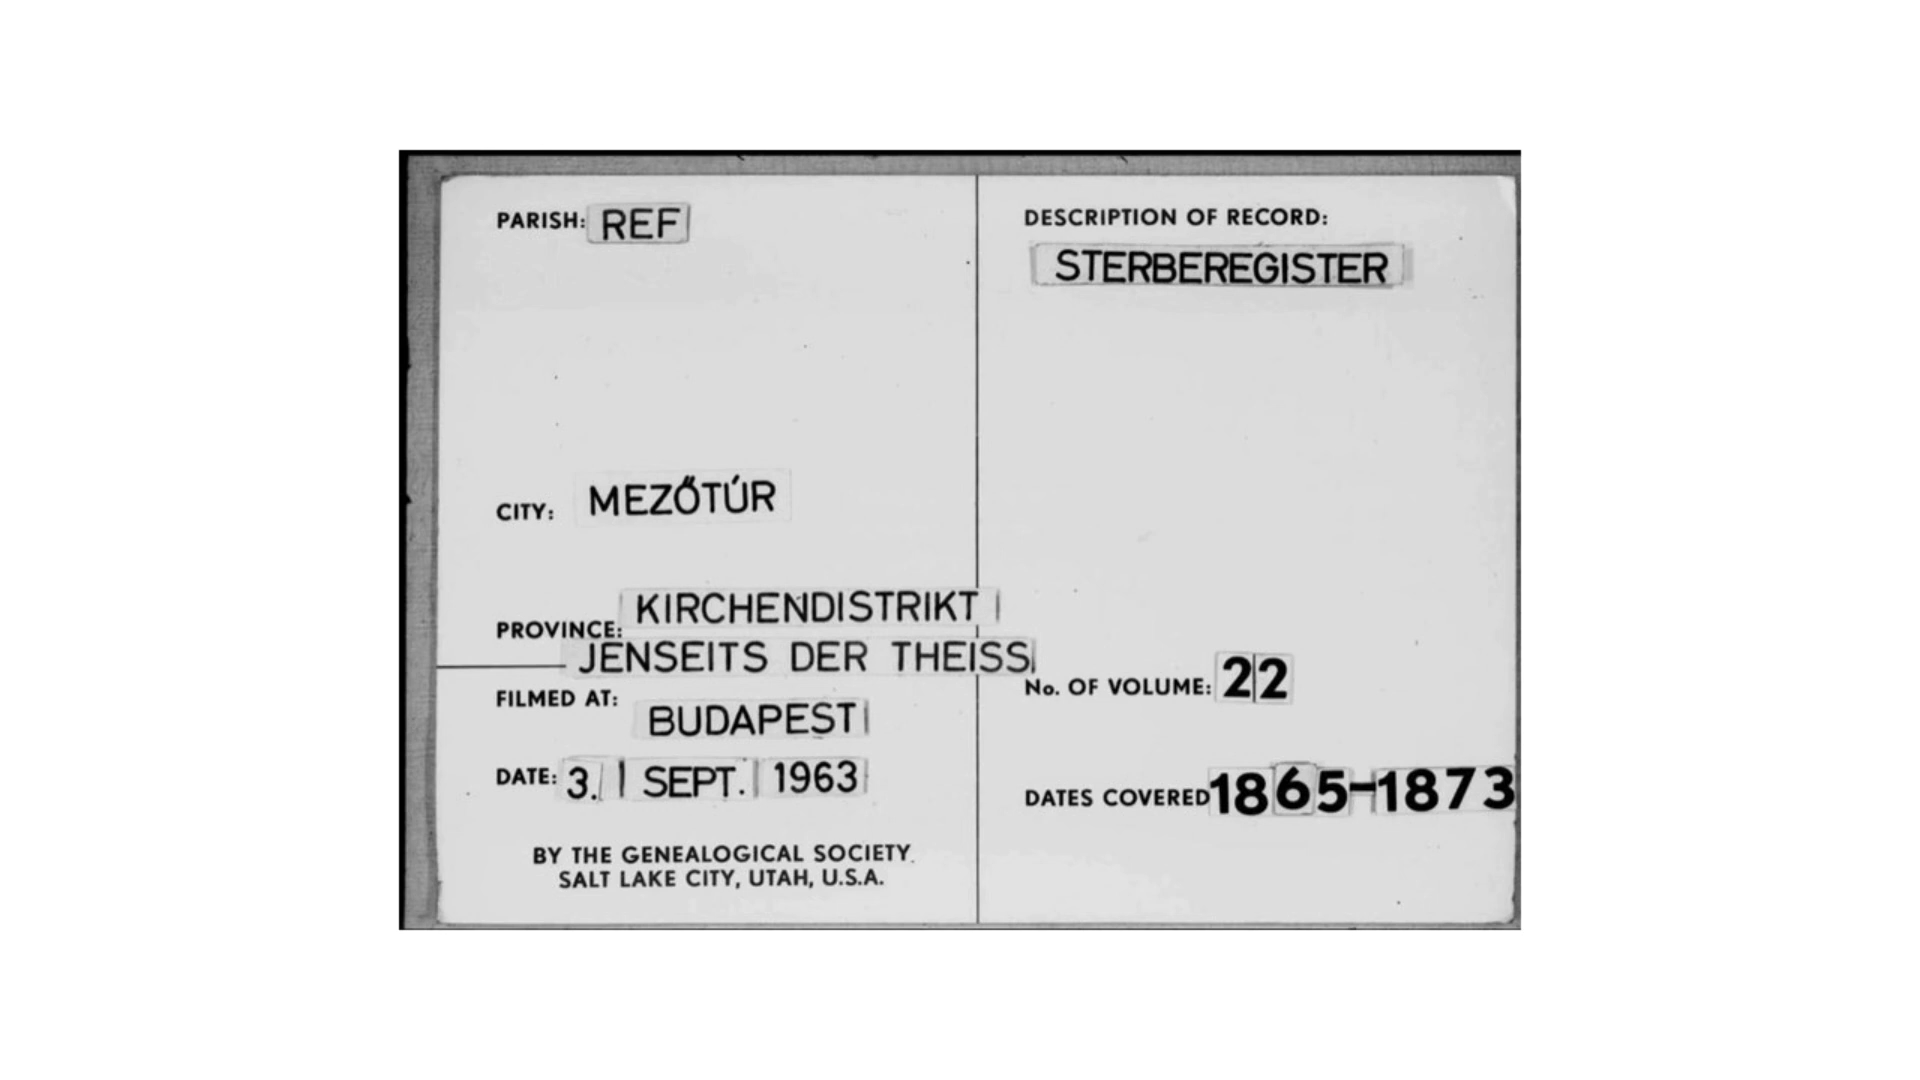 PARISH: REF
CITY: MEZŐTÚR
PROVINCE: KIRCHENDISTRIKT
JENSEITS DER THEISS
FILMED AT: BUDAPEST
DATE: 3. SEPT. 1963
BY THE GENEALOGICAL SOCIETY
SALT LAKE CITY, UTAH, U.S.A.
DESCRIPTION OF RECORD:
STERBEREGISTER
No. OF VOLUME: 22
DATES COVERED 1865-1873